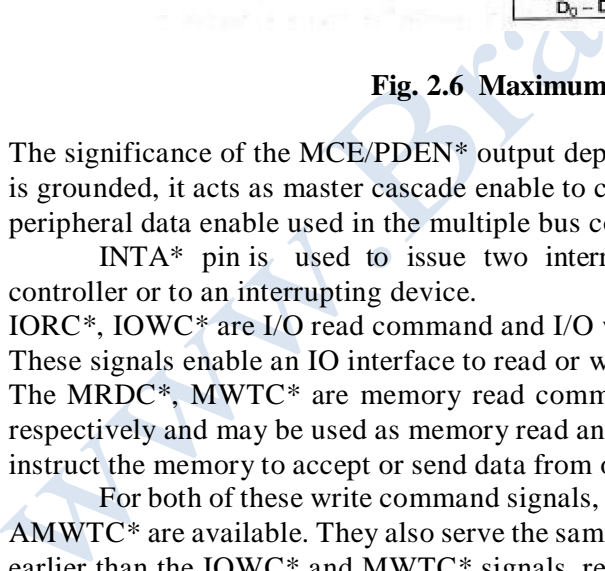 D₀ – D
Fig. 2.6 Maximum
The significance of the MCE/PDEN* output dep
is grounded, it acts as master cascade enable to c
peripheral data enable used in the multiple bus co
INTA* pin is used to issue two interr
controller or to an interrupting device.
IORC*, IOWC* are I/O read command and I/O w
These signals enable an IO interface to read or w
The MRDC*, MWTC* are memory read comm
respectively and may be used as memory read an
instruct the memory to accept or send data from o
For both of these write command signals,
AMWTC* are available. They also serve the sam
earlier than the IOWC* and MWTC* signals, re
www.Bra